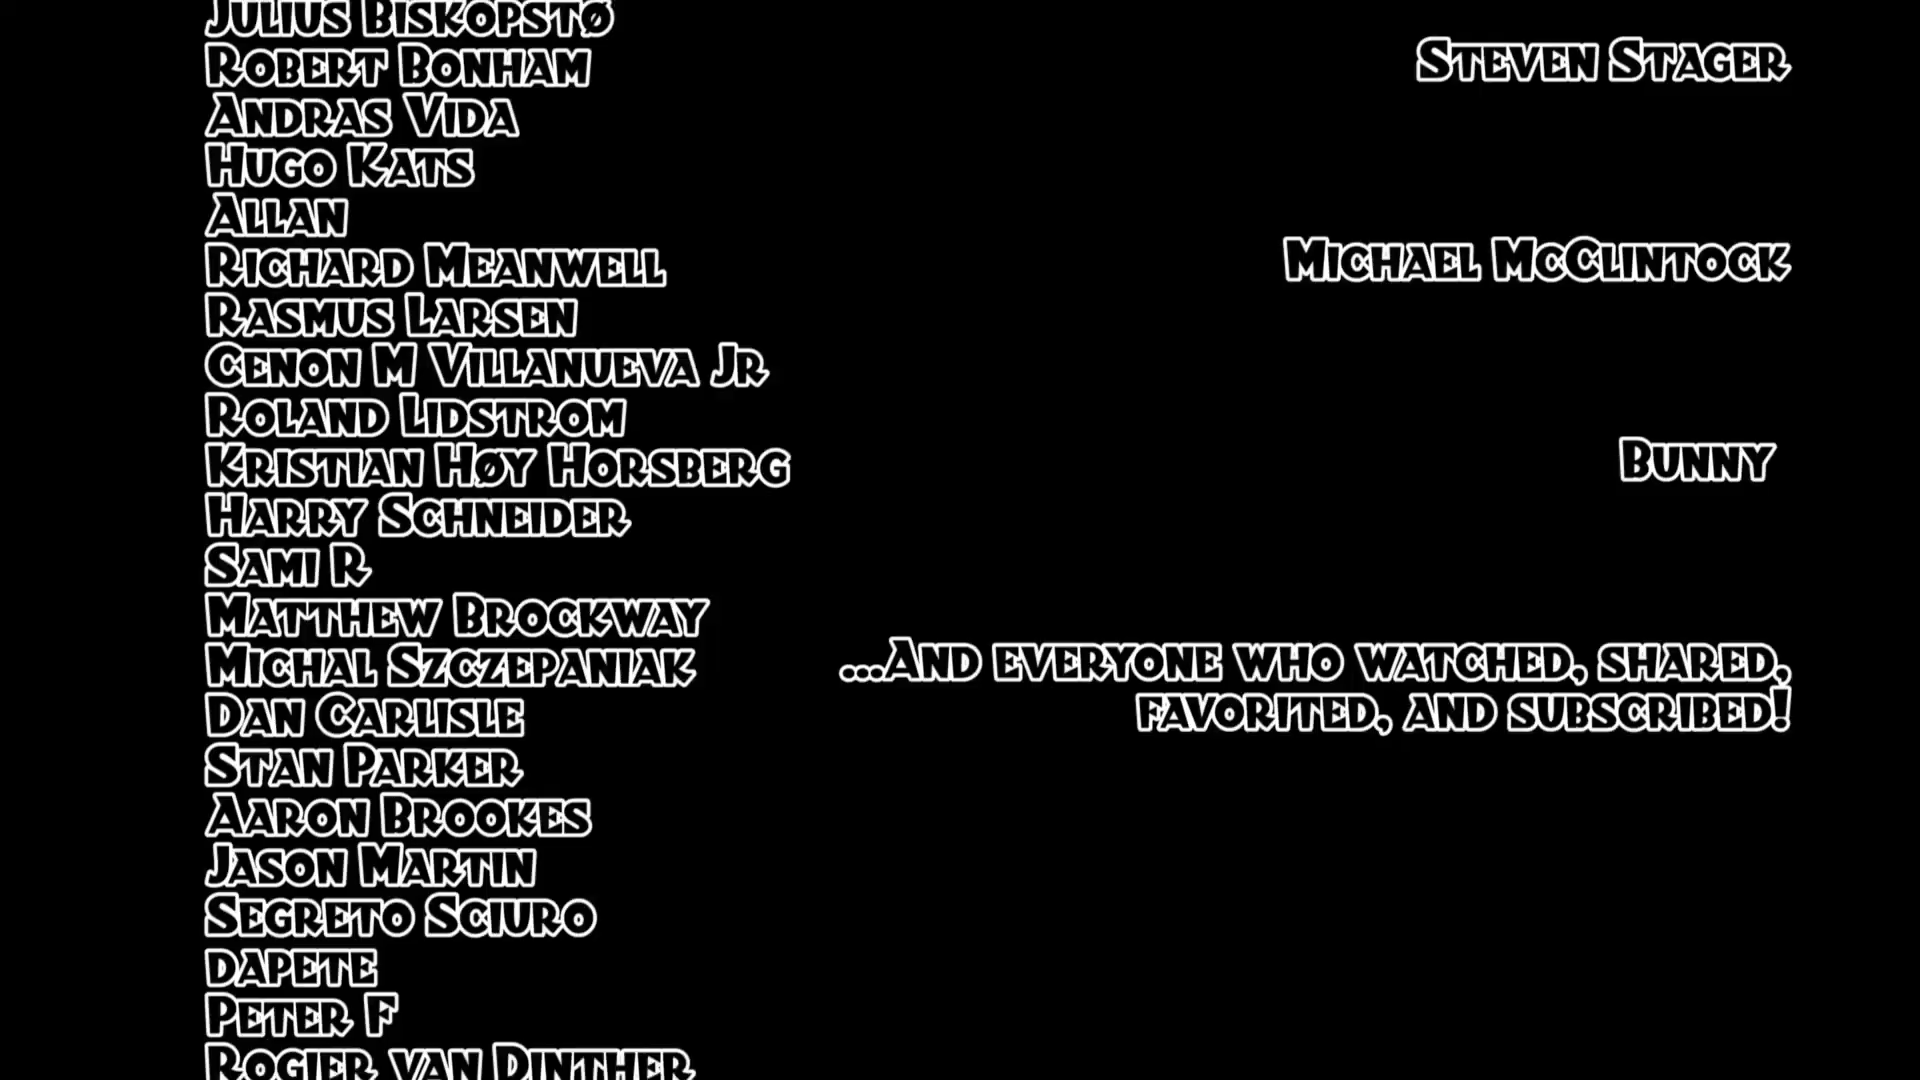 Julius Biskopstø
Robert Bonham
Andras Vida
Hugo Kats
Allan
Richard Meanwell
Rasmus Larsen
Cenon M Villanueva Jr
Roland Lidstrom
Kristian Høy Horsberg
Harry Schneider
Sami R
Matthew Brockway
Michal Szczepaniak
Dan Carlisle
Stan Parker
Aaron Brookes
Jason Martin
Segreto Sciuro
dapete
Peter F
Rogier van Dinther
Steven Stager
Michael McClintock
Bunny
...And everyone who watched, shared,
favorited, and subscribed!